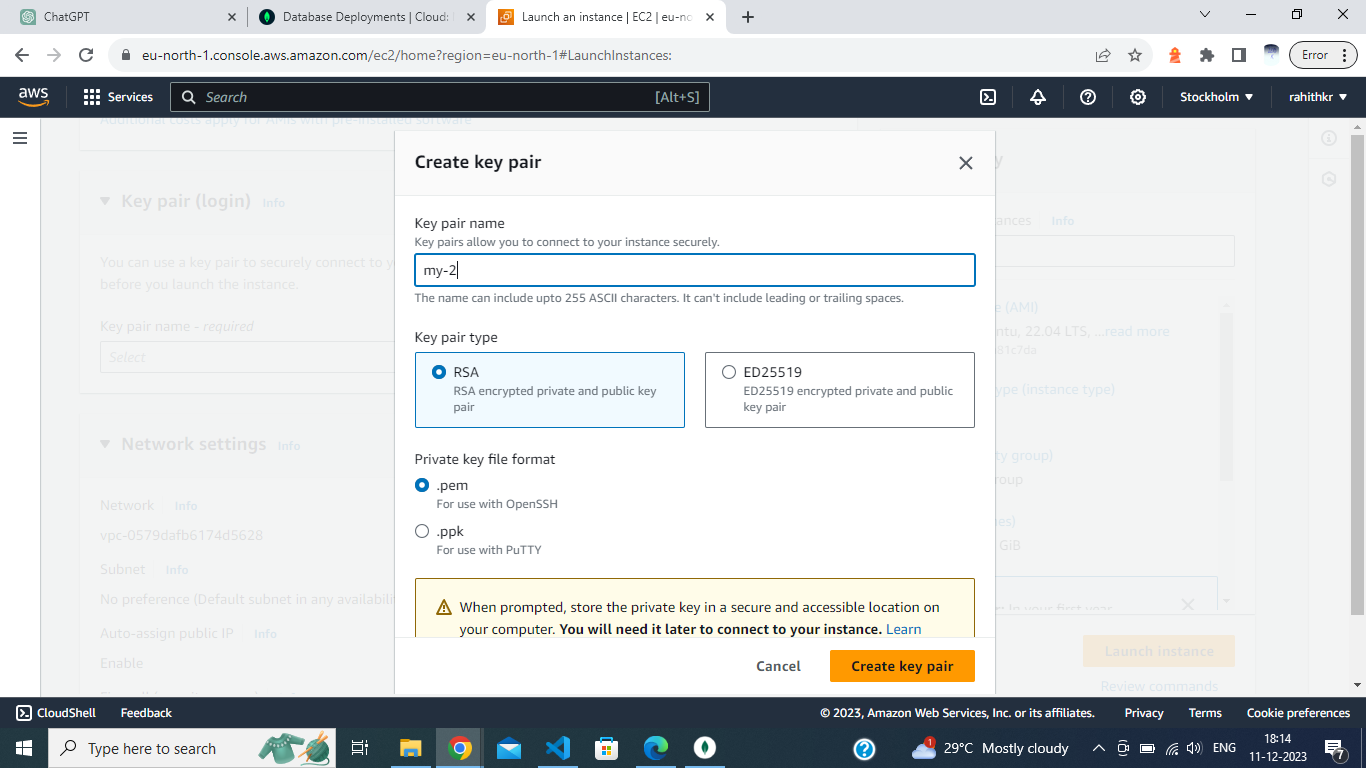 ChatGPT
Database Deployments | Cloud:
Launch an instance | EC2 | eu-no
eu-north-1.console.aws.amazon.com/ec2/home?region=eu-north-1#LaunchInstances:
Error
aws
Services
Search
[Alt+S]
Stockholm
rahithkr
Additional costs apply for AMIs with pre-installed software
Create key pair
Key pair (login) Info
You can use a key pair to securely connect to y
before you launch the instance.
Key pair name - required
Select
Network settings Info
Network Info
vpc-0579dafb6174d5628
Subnet Info
No preference (Default subnet in any availabili
Auto-assign public IP Info
Enable
Key pair name
Key pairs allow you to connect to your instance securely.
my-2
The name can include upto 255 ASCII characters. It can't include leading or trailing spaces.
Key pair type
RSA
RSA encrypted private and public key
pair
ED25519
ED25519 encrypted private and public
key pair
Private key file format
.pem
For use with OpenSSH
.ppk
For use with PuTTY
When prompted, store the private key in a secure and accessible location on
your computer. You will need it later to connect to your instance. Learn
Cancel
Create key pair
y
ances Info
e (AMI)
ntu, 22.04 LTS, ...read more
81c7da
ype (instance type)
ty group)
roup
es)
GiB
Launch instance
Review commands
CloudShell
Feedback
© 2023, Amazon Web Services, Inc. or its affiliates.
Privacy
Terms
Cookie preferences
Type here to search
1
29°C Mostly cloudy
ENG
18:14
11-12-2023
7